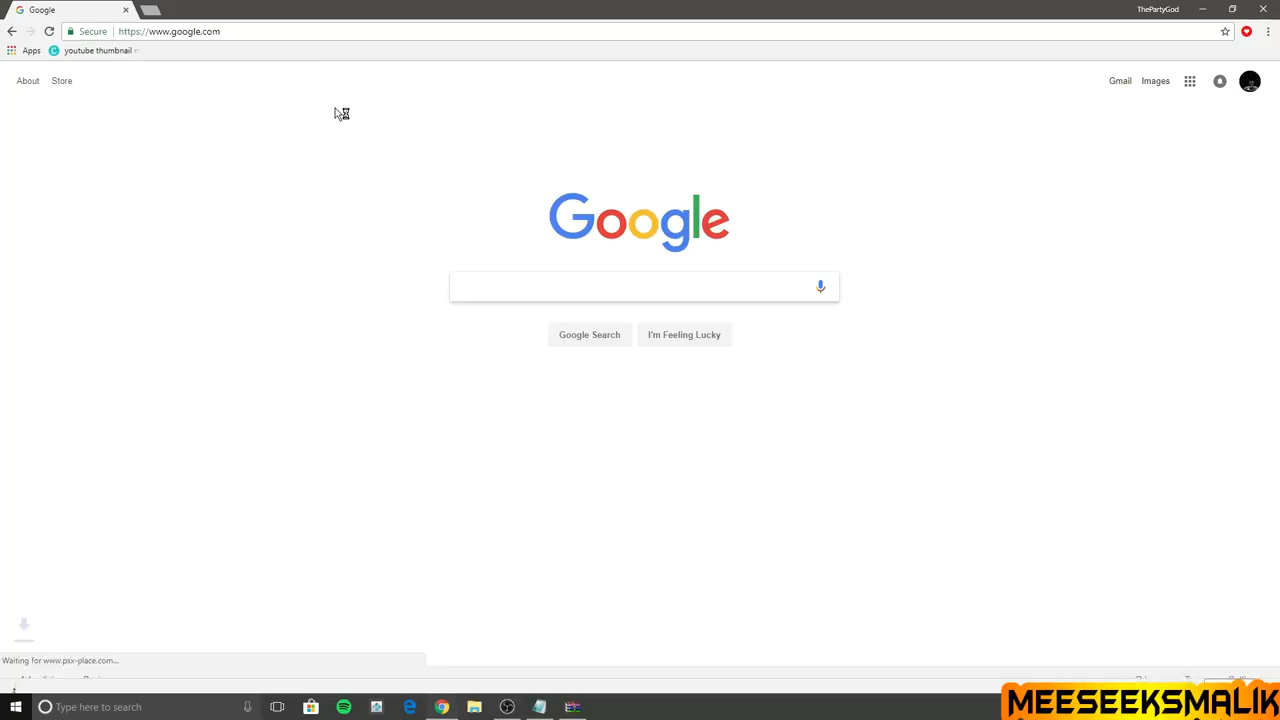 Google
ThePartyGod
Secure
https://www.google.com
Apps
youtube thumbnail
About
Store
Gmail
Images
Google
Google Search
I'm Feeling Lucky
Waiting for www.psx-place.com...
Type here to search
MEESEEKSMALIK